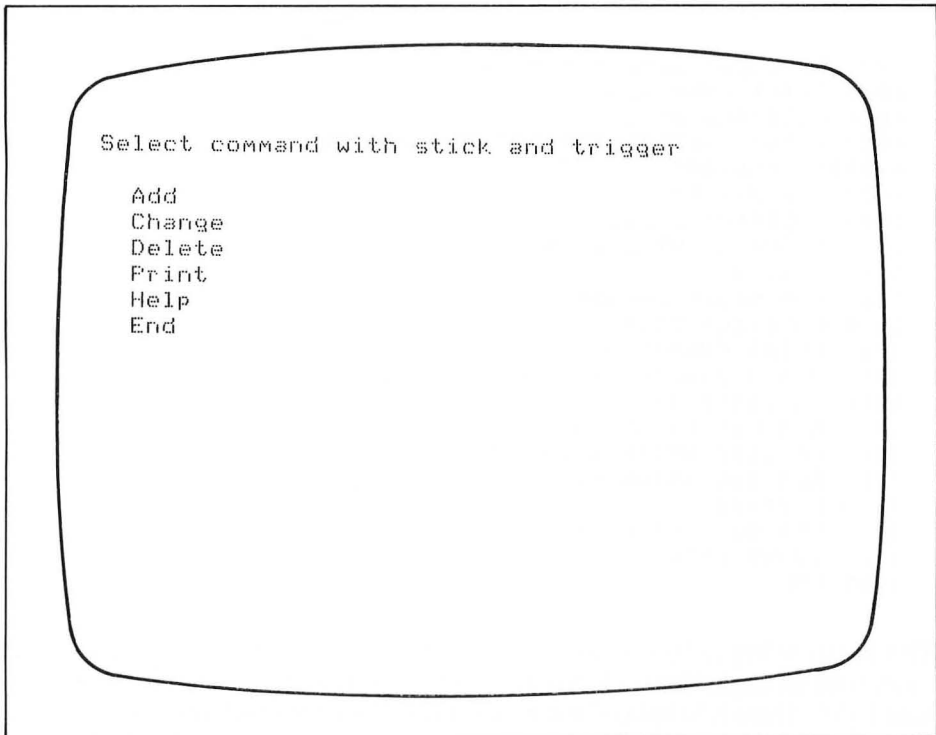 Select command with stick and trigger
Add
Change
Delete
Print
Help
End